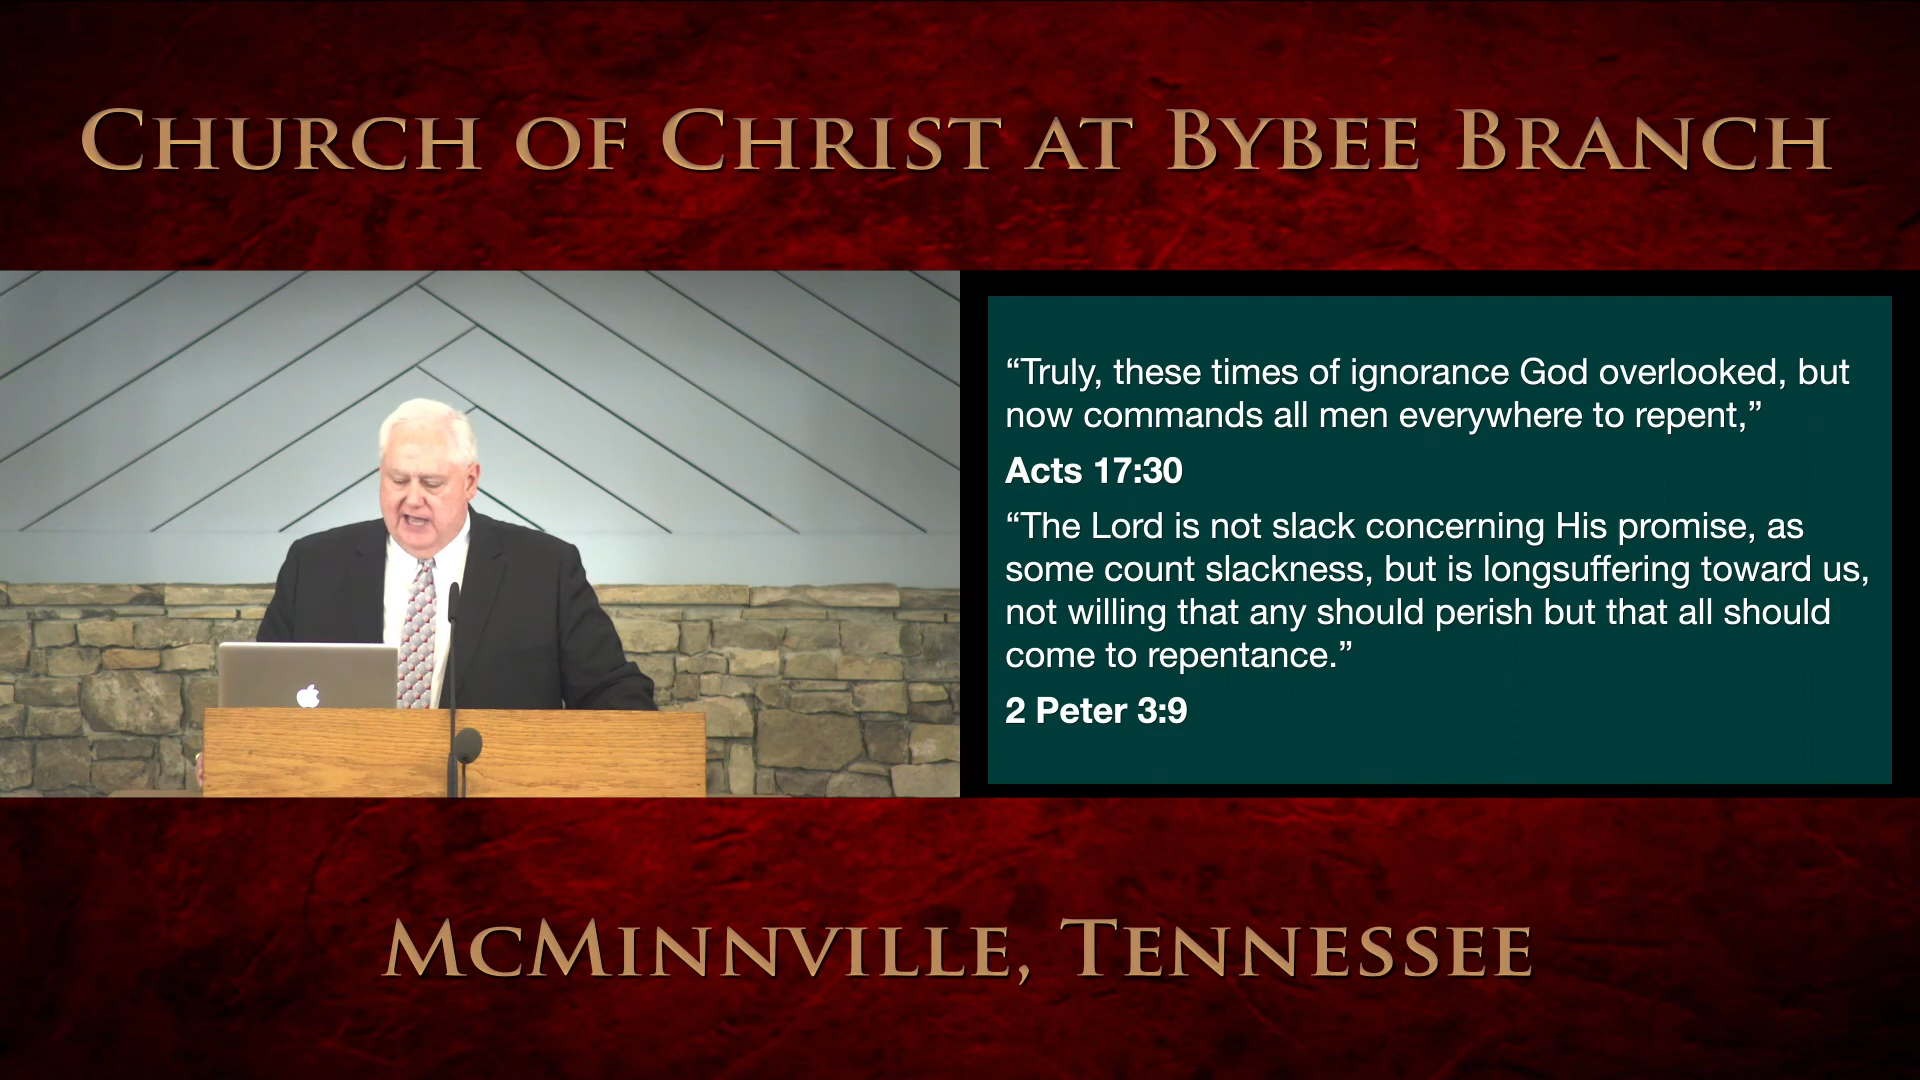 Church of Christ at Bybee Branch
“Truly, these times of ignorance God overlooked, but
now commands all men everywhere to repent,”
Acts 17:30
“The Lord is not slack concerning His promise, as
some count slackness, but is longsuffering toward us,
not willing that any should perish but that all should
come to repentance.”
2 Peter 3:9
McMinnville, Tennessee